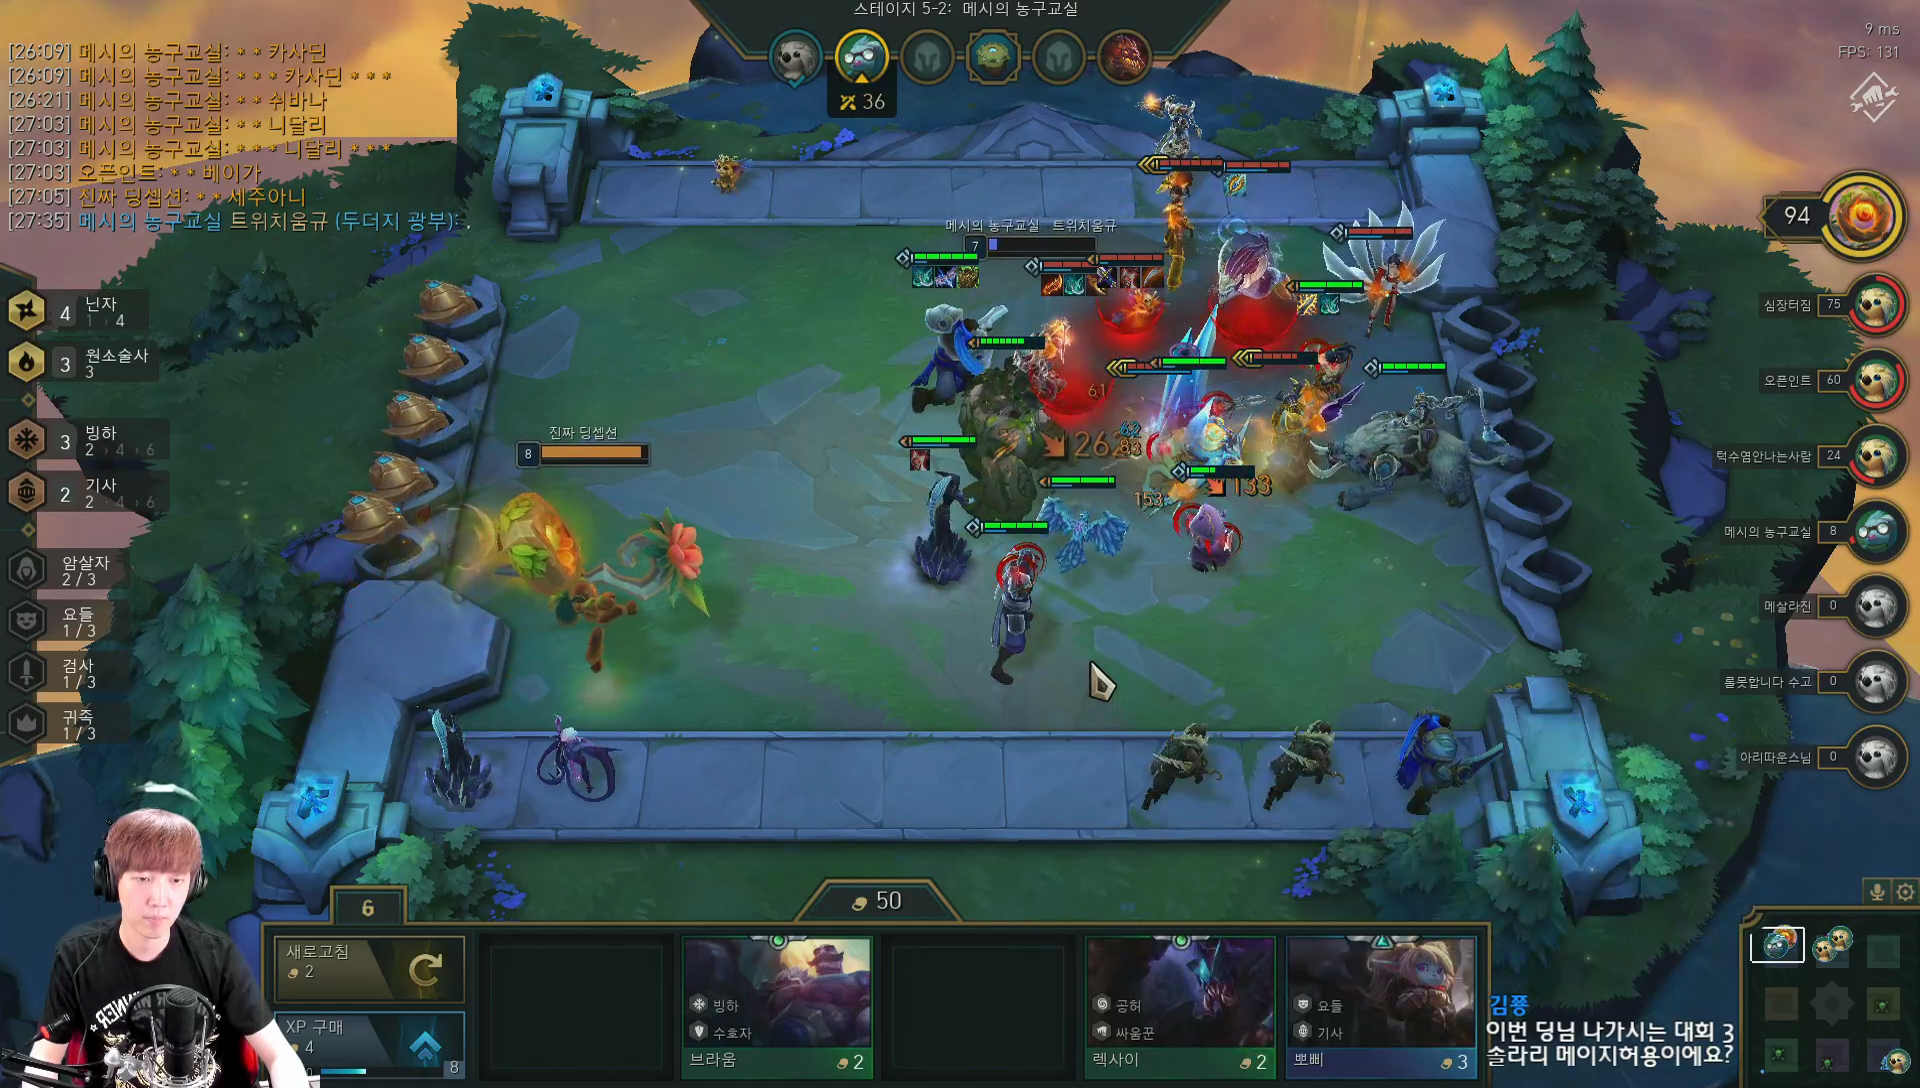 스테이지 5-2: 메시의 농구교실
9 ms
FPS: 131
36
[26:09] 메시의 농구교실: * * 카사딘
[26:09] 메시의 농구교실: * * * 카사딘 * * *
[26:21] 메시의 농구교실: * * 쉬바나
[27:03] 메시의 농구교실: * * 니달리
[27:03] 메시의 농구교실: * * * 니달리 * * *
[27:03] 오픈인트: * * 베이가
[27:05] 진짜 딩셉션: * * 세주아니
[27:35] 메시의 농구교실 트위치움규 (두더지 광부): .
94
메시의 농구교실 트위치움규
7
4 닌자
1 › 4
3 원소술사
3
3 빙하
2 › 4 › 6
2 기사
2 › 4 › 6
암살자
2 / 3
요들
1 / 3
검사
1 / 3
귀족
1 / 3
심장터짐 75
오픈인트 60
턱수염안나는사람 24
메시의 농구교실 8
메살라진 0
롤못합니다 수고 0
아리따운스님 0
진짜 딩셉션
8
61
262
62
83
153
133
6
50
새로고침
2
XP 구매
4
8
빙하
수호자
브라움 2
공허
싸움꾼
렉사이 2
요들
기사
뽀삐 3
김쫑
이번 딩님 나가시는 대회 3
솔라리 메이지허용이에요?